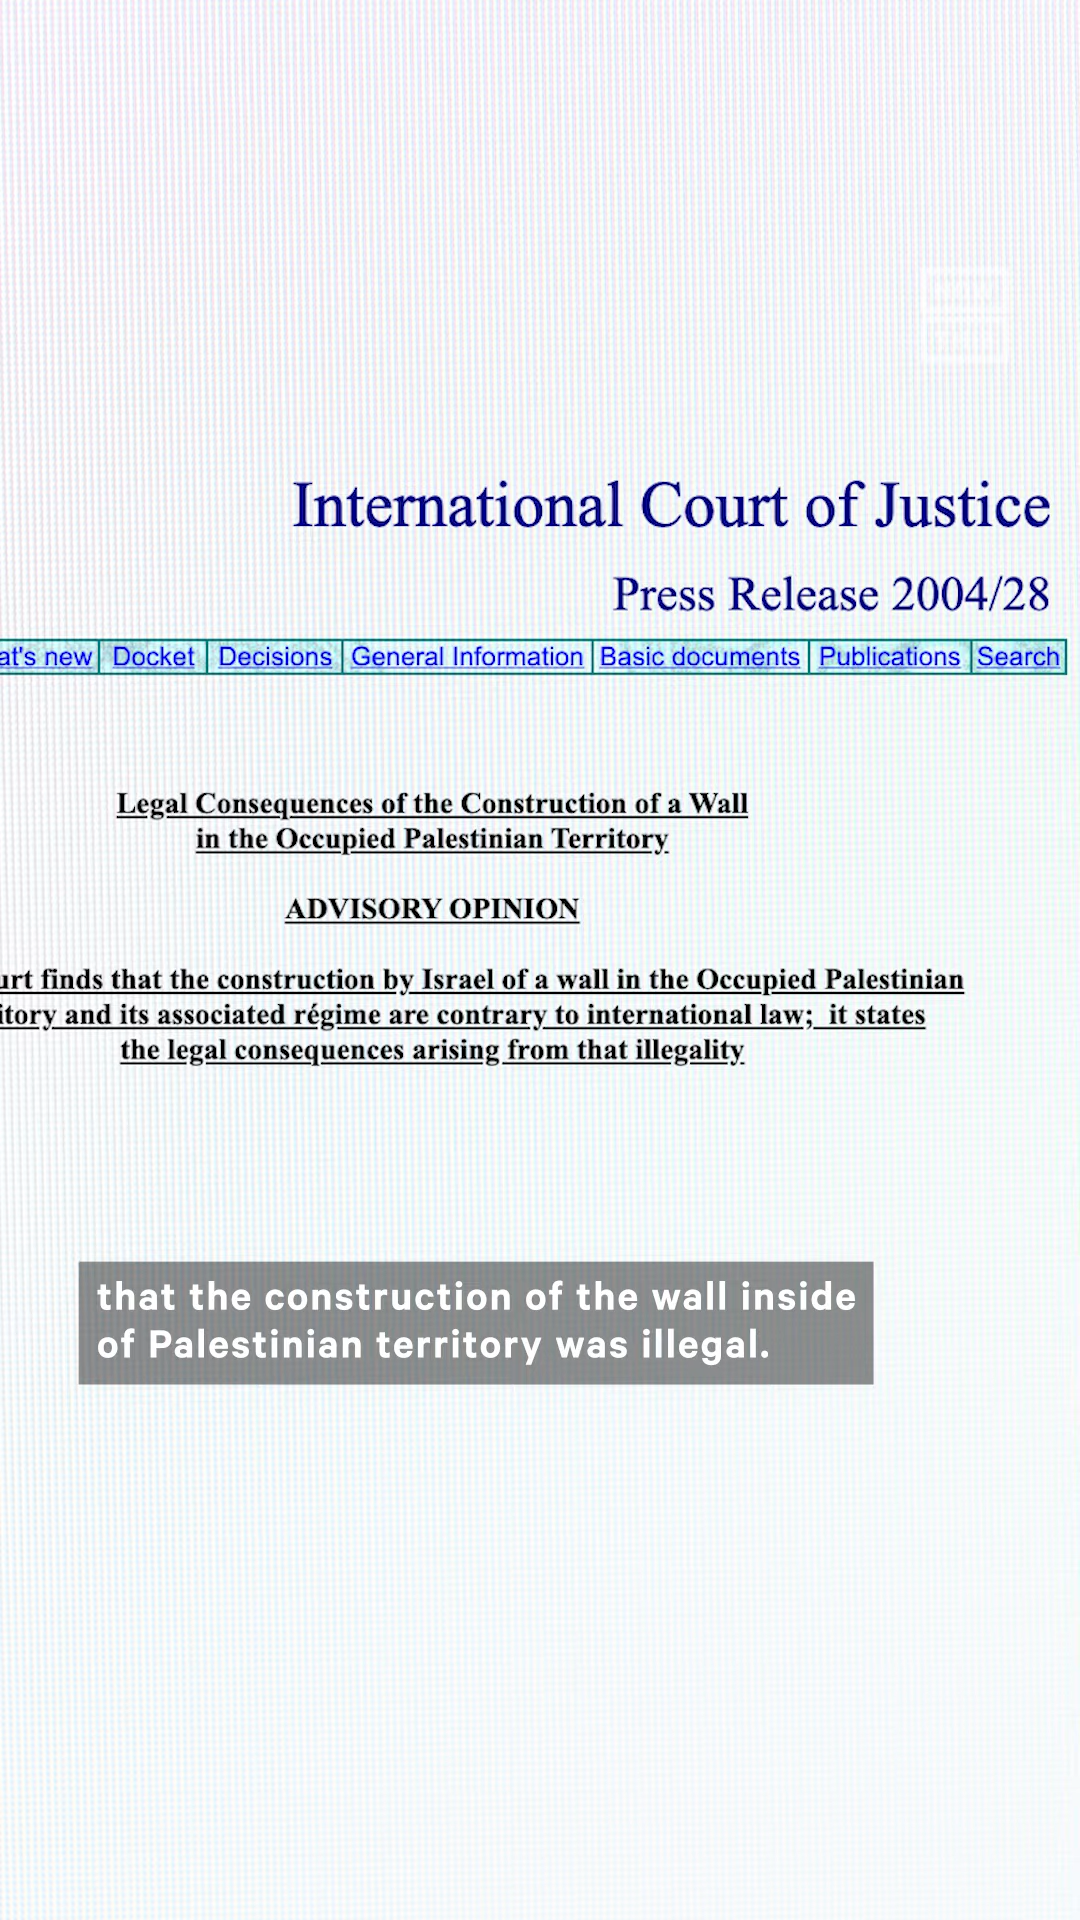 International Court of Justice
Press Release 2004/28
at's new Docket Decisions General Information Basic documents Publications Search
Legal Consequences of the Construction of a Wall
in the Occupied Palestinian Territory
ADVISORY OPINION
urt finds that the construction by Israel of a wall in the Occupied Palestinian
itory and its associated régime are contrary to international law; it states
the legal consequences arising from that illegality
that the construction of the wall inside
of Palestinian territory was illegal.